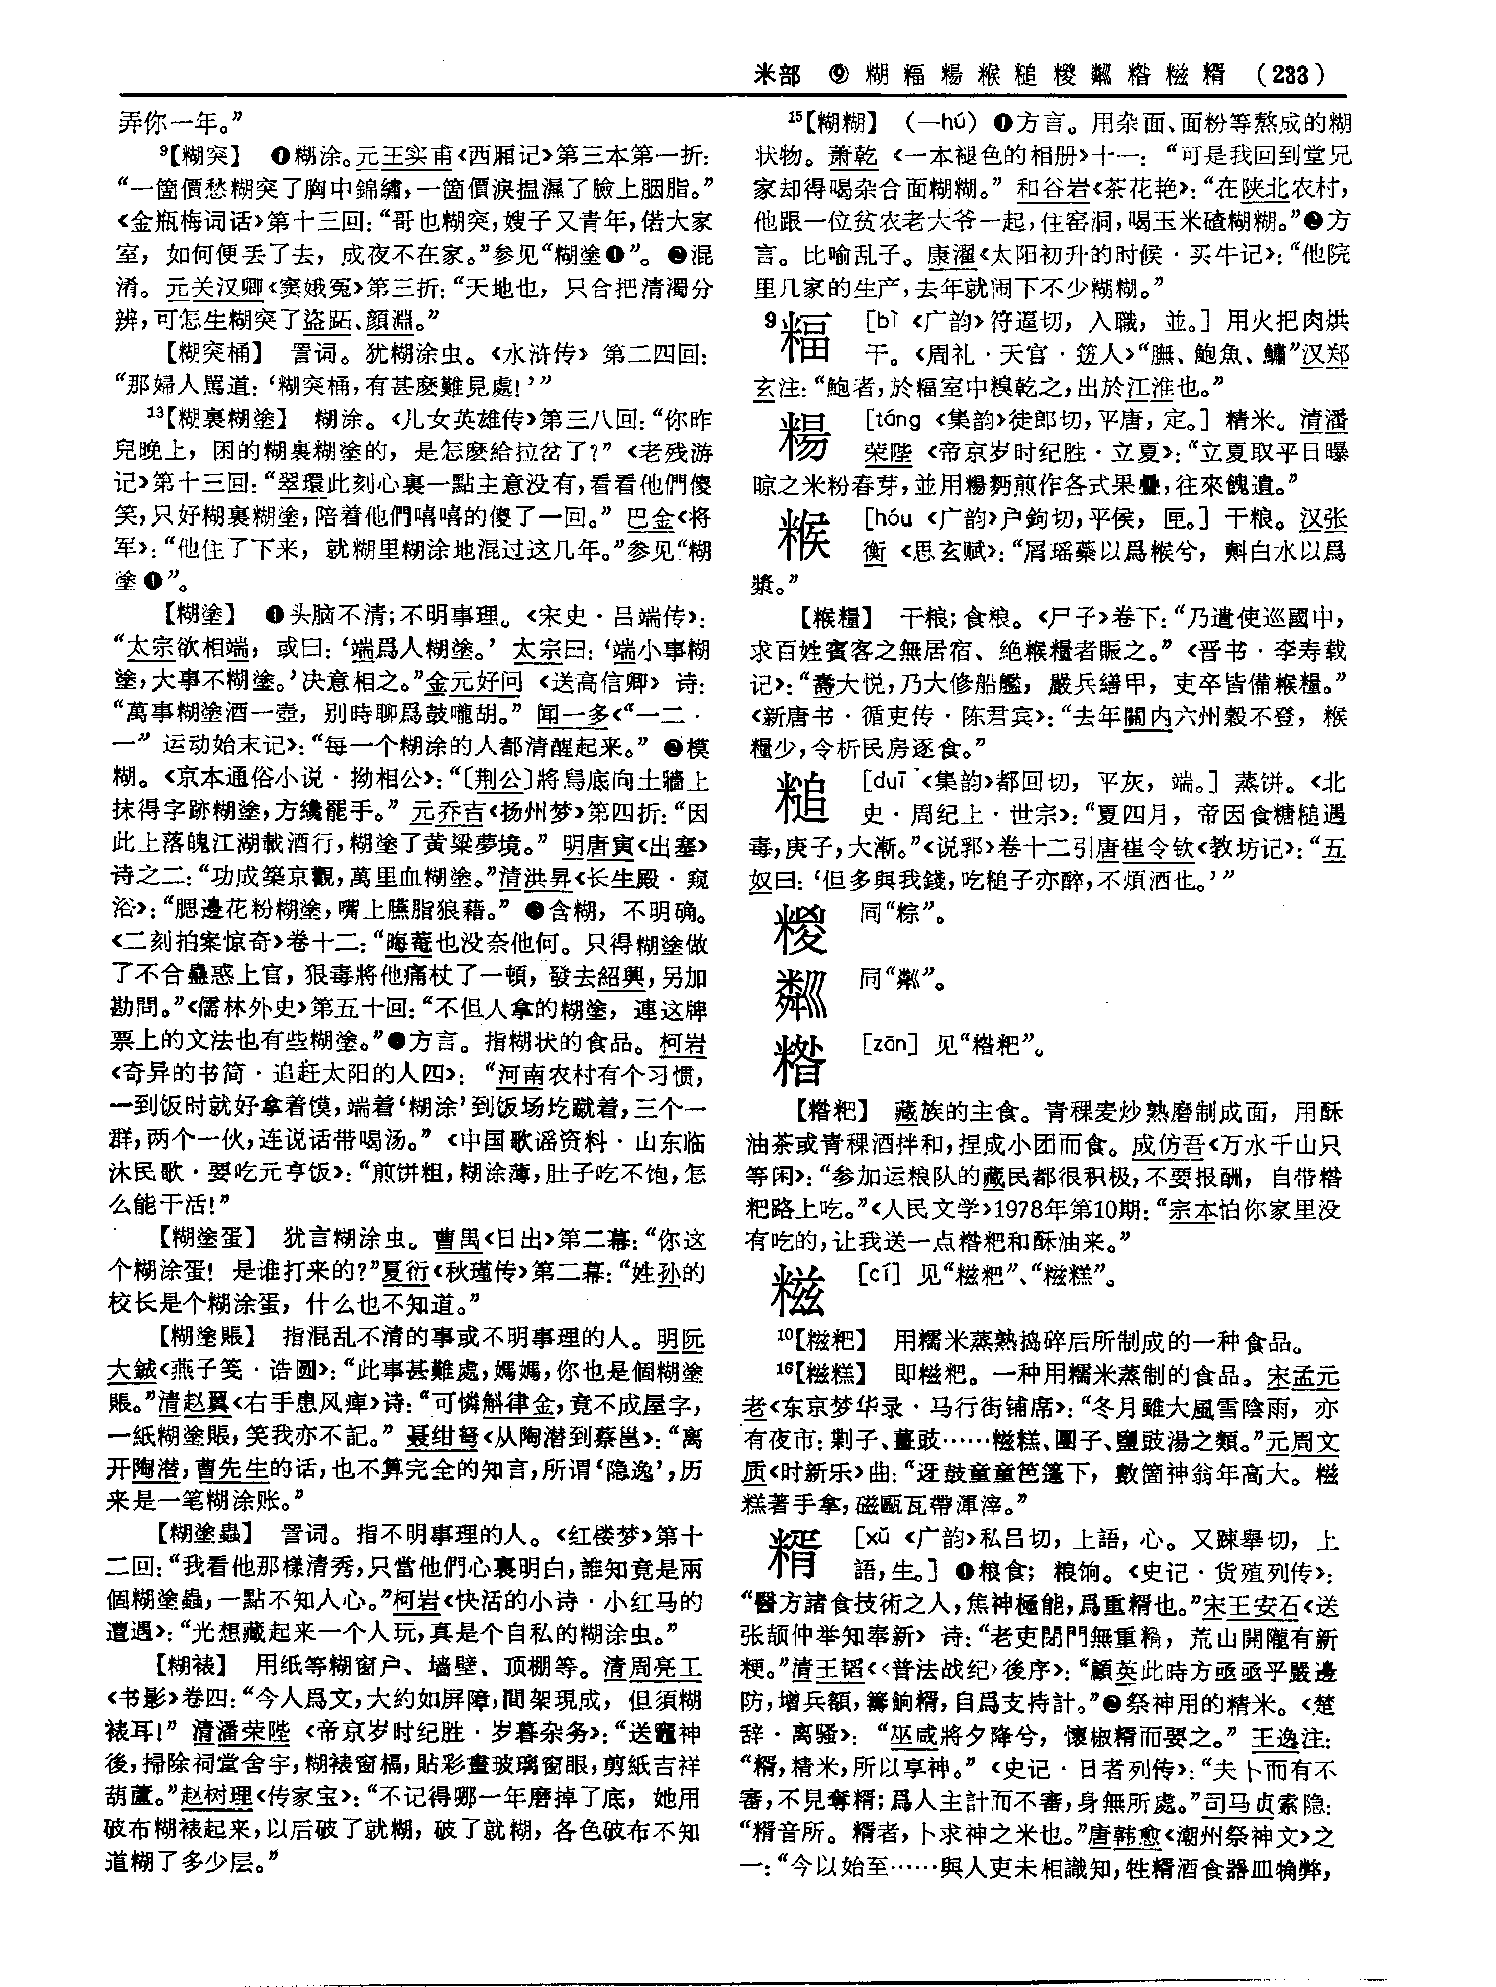 米部 ⑨ 糊 糒 糃 糇 䭔 糉 粼 糌 糍 糈 (233)
弄你一年。”
⁹【糊突】 ❶糊涂。元王实甫《西厢记》第三本第一折：
“一箇價愁糊突了胸中錦繡，一箇價淚揾濕了臉上胭脂。”
《金瓶梅词话》第十三回：“哥也糊突，嫂子又青年，偌大家
室，如何便丢了去，成夜不在家。”参见“糊塗❶”。 ❷混
淆。元关汉卿《窦娥冤》第三折：“天地也，只合把清濁分
辨，可怎生糊突了盗跖、顔淵。”
【糊突桶】 詈词。犹糊涂虫。《水浒传》第二四回：
“那婦人駡道：‘糊突桶，有甚麽難見處！’”
¹³【糊裏糊塗】 糊涂。《儿女英雄传》第三八回：“你昨
兒晚上，困的糊裏糊塗的，是怎麽給拉岔了？”《老残游
记》第十三回：“翠環此刻心裏一點主意没有，看看他們傻
笑，只好糊裏糊塗，陪着他們嘻嘻的傻了一回。” 巴金《将
军》：“他住了下来，就糊里糊涂地混过这几年。”参见“糊
塗❶”。
【糊塗】 ❶头脑不清；不明事理。《宋史·吕端传》：
“太宗欲相端，或曰：‘端爲人糊塗。’ 太宗曰：‘端小事糊
塗，大事不糊塗。’决意相之。”金元好问《送高信卿》诗：
“萬事糊塗酒一壺，别時聊爲鼓嚨胡。” 闻一多《“一二·
一”运动始末记》：“每一个糊涂的人都清醒起来。” ❷模
糊。《京本通俗小说·拗相公》：“〔荆公〕將舄底向土牆上
抹得字跡糊塗，方纔罷手。” 元乔吉《扬州梦》第四折：“因
此上落魄江湖載酒行，糊塗了黄粱夢境。” 明唐寅《出塞》
诗之二：“功成築京觀，萬里血糊塗。”清洪昇《长生殿·窥
浴》：“腮邊花粉糊塗，嘴上臙脂狼藉。” ❸含糊，不明确。
《二刻拍案惊奇》卷十二：“晦菴也没奈他何。只得糊塗做
了不合蠱惑上官，狠毒將他痛杖了一頓，發去紹興，另加
勘問。”《儒林外史》第五十回：“不但人拿的糊塗，連这牌
票上的文法也有些糊塗。”❹方言。指糊状的食品。柯岩
《奇异的书简·追赶太阳的人四》：“河南农村有个习惯，
一到饭时就好拿着馍，端着‘糊涂’到饭场圪蹴着，三个一
群，两个一伙，连说话带喝汤。”《中国歌谣资料·山东临
沐民歌·要吃元亨饭》：“煎饼粗，糊涂薄，肚子吃不饱，怎
么能干活！”
【糊塗蛋】 犹言糊涂虫。曹禺《日出》第二幕：“你这
个糊涂蛋！是谁打来的？”夏衍《秋瑾传》第二幕：“姓孙的
校长是个糊涂蛋，什么也不知道。”
【糊塗賬】 指混乱不清的事或不明事理的人。明阮
大鋮《燕子笺·诰圆》：“此事甚難處，媽媽，你也是個糊塗
賬。”清赵翼《右手患风痺》诗：“可憐斛律金，竟不成屋字，
一紙糊塗賬，笑我亦不記。” 聂绀弩《从陶潜到蔡邕》：“离
开陶潜，曹先生的话，也不算完全的知言，所谓‘隐逸’，历
来是一笔糊涂账。”
【糊塗蟲】 詈词。指不明事理的人。《红楼梦》第十
二回：“我看他那樣清秀，只當他們心裏明白，誰知竟是兩
個糊塗蟲，一點不知人心。”柯岩《快活的小诗·小红马的
遭遇》：“光想藏起来一个人玩，真是个自私的糊涂虫。”
【糊裱】 用纸等糊窗户、墙壁、顶棚等。清周亮工
《书影》卷四：“今人爲文，大約如屏障，間架現成，但須糊
裱耳！” 清潘荣陛《帝京岁时纪胜·岁暮杂务》：“送竈神
後，掃除祠堂舍宇，糊裱窗槅，貼彩畫玻璃窗眼，剪紙吉祥
葫蘆。”赵树理《传家宝》：“不记得哪一年磨掉了底，她用
破布糊裱起来，以后破了就糊，破了就糊，各色破布不知
道糊了多少层。”
¹⁵【糊糊】 （一hú）❶方言。用杂面、面粉等熬成的糊
状物。萧乾《一本褪色的相册》十一：“可是我回到堂兄
家却得喝杂合面糊糊。” 和谷岩《茶花艳》：“在陕北农村，
他跟一位贫农老大爷一起，住窑洞，喝玉米碴糊糊。”❷方
言。比喻乱子。康濯《太阳初升的时候·买牛记》：“他院
里几家的生产，去年就闹下不少糊糊。”
⁹䊧 [bì《广韵》符逼切，入職，並。] 用火把肉烘
干。《周礼·天官·笾人》“膴、鮑魚、鱐”汉郑
玄注：“鮑者，於䊧室中糗乾之，出於江淮也。”
糃 [táng《集韵》徒郎切，平唐，定。] 精米。清潘
荣陛《帝京岁时纪胜·立夏》：“立夏取平日曝
晾之米粉春芽，並用糃麪煎作各式果疊，往來餽遺。”
糇 [hóu《广韵》户鉤切，平侯，匣。] 干粮。汉张
衡《思玄赋》：“屑瑶蘂以爲糇兮，㪺白水以爲
漿。”
【糇糧】 干粮；食粮。《尸子》卷下：“乃遣使巡國中，
求百姓賓客之無居宿、绝糇糧者賑之。”《晋书·李寿载
记》：“壽大悦，乃大修船艦，嚴兵繕甲，吏卒皆備糇糧。”
《新唐书·循吏传·陈君宾》：“去年關内六州穀不登，糇
糧少，令析民房逐食。”
䭔 [duī《集韵》都回切，平灰，端。] 蒸饼。《北
史·周纪上·世宗》：“夏四月，帝因食糖䭔遇
毒，庚子，大漸。”《说郛》卷十二引唐崔令钦《教坊记》：“五
奴曰：‘但多與我錢，吃䭔子亦醉，不煩酒也。’”
糉 同“粽”。
粼 同“粼”。
糌 [zān] 见“糌粑”。
【糌粑】 藏族的主食。青稞麦炒熟磨制成面，用酥
油茶或青稞酒拌和，捏成小团而食。成仿吾《万水千山只
等闲》：“参加运粮队的藏民都很积极，不要报酬，自带糌
粑路上吃。”《人民文学》1978年第10期：“宗本怕你家里没
有吃的，让我送一点糌粑和酥油来。”
糍 [cí] 见“糍粑”、“糍糕”。
¹⁰【糍粑】 用糯米蒸熟捣碎后所制成的一种食品。
¹⁶【糍糕】 即糍粑。一种用糯米蒸制的食品。宋孟元
老《东京梦华录·马行街铺席》：“冬月雖大風雪陰雨，亦
有夜市：㓼子、薑豉……糍糕、團子、鹽豉湯之類。”元周文
质《时新乐》曲：“迓鼓童童笆篷下，數箇神翁年高大。糍
糕著手拿，磁甌瓦帶渾滓。”
糈 [xǔ《广韵》私吕切，上語，心。又踈舉切，上
語，生。] ❶粮食；粮饷。《史记·货殖列传》：
“醫方諸食技術之人，焦神極能，爲重糈也。”宋王安石《送
张颉仲举知奉新》诗：“老吏閉門無重糈，荒山開隴有新
粳。”清王韬《〈普法战纪〉後序》：“顧英此時方亟亟乎嚴邊
防，增兵額，籌餉糈，自爲支持計。”❷祭神用的精米。《楚
辞·离骚》：“巫咸將夕降兮，懷椒糈而要之。” 王逸注：
“糈，精米，所以享神。”《史记·日者列传》：“夫卜而有不
審，不見奪糈；爲人主計而不審，身無所處。”司马贞索隐：
“糈音所。糈者，卜求神之米也。”唐韩愈《潮州祭神文》之
一：“今以始至……與人吏未相識知，牲糈酒食器皿觕弊，